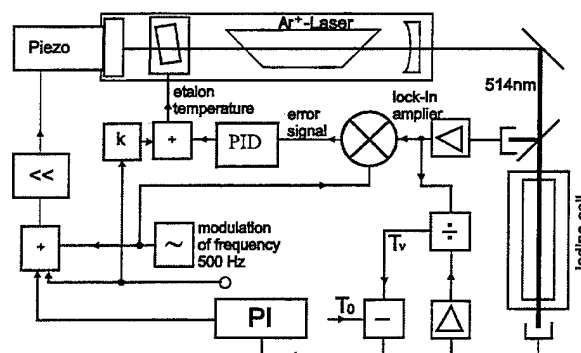 Ar⁺-Laser
Piezo
514nm
etalon
temperature
error
signal
lock-In
amplier
k
+
PID
<<
+
~
modulation
of frequency
500 Hz
Tv
÷
Iodine cell
T0
−
PI